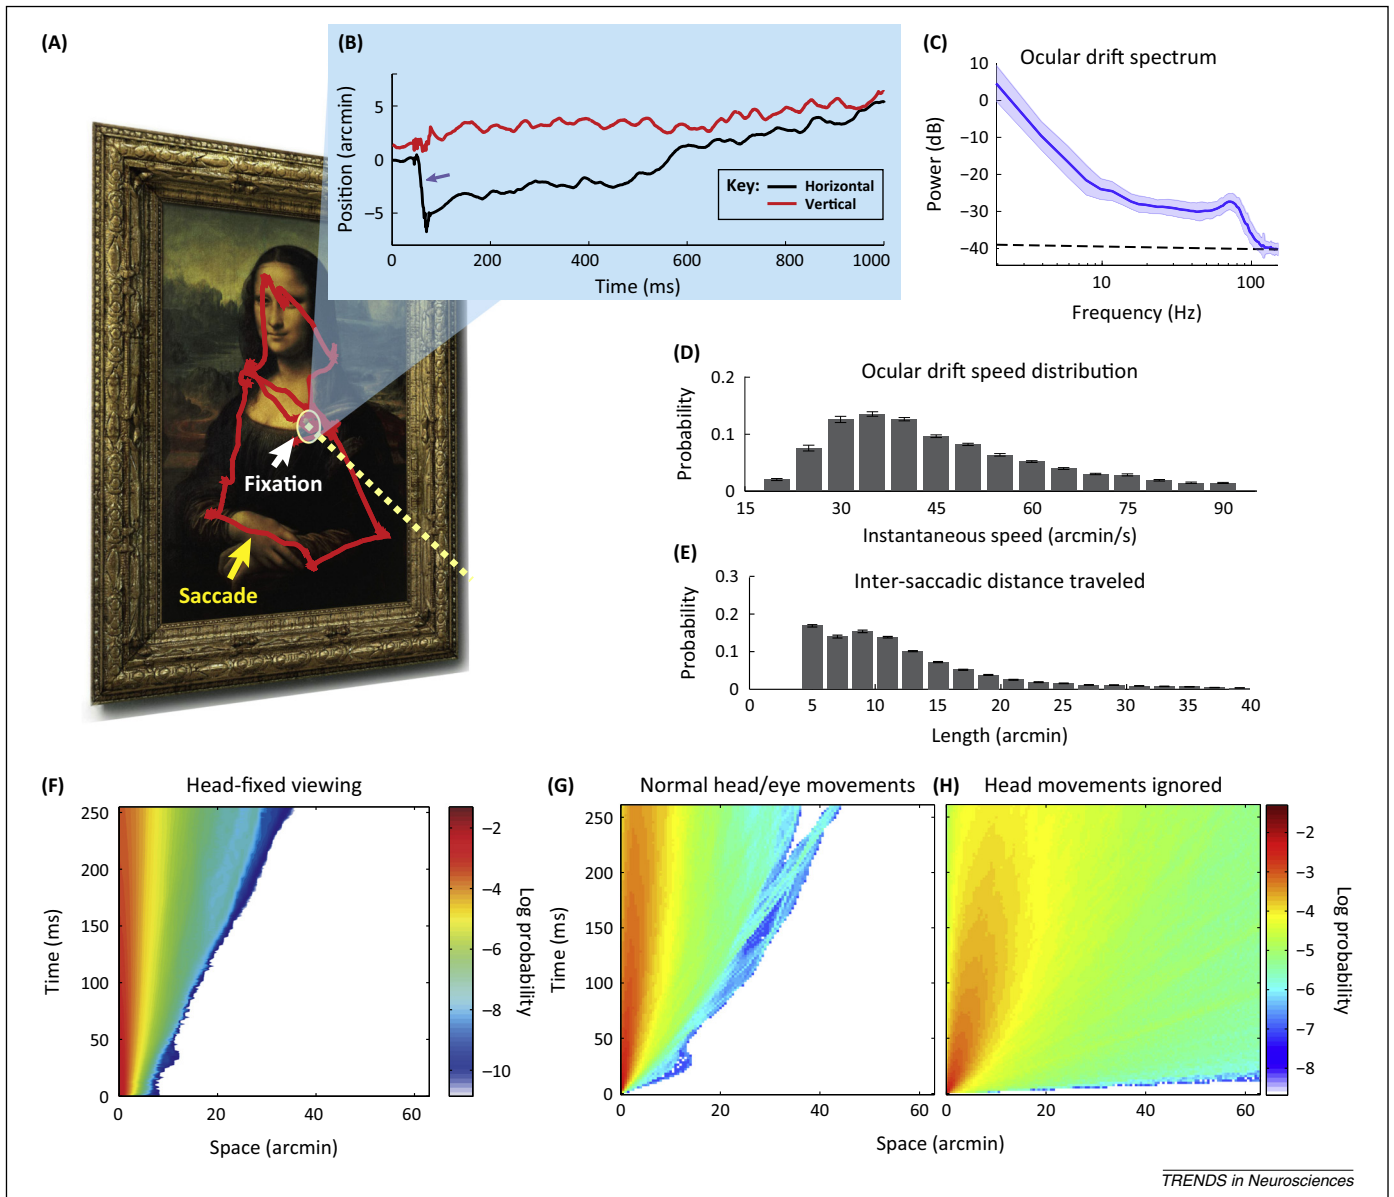 (A)
Fixation
Saccade
(B)
Position (arcmin)
5
0
−5
Key:
Horizontal
Vertical
0
200
400
600
800
1000
Time (ms)
(C)
Ocular drift spectrum
Power (dB)
10
0
−10
−20
−30
−40
10
100
Frequency (Hz)
(D)
Ocular drift speed distribution
Probability
0.2
0.1
0
15
30
45
60
75
90
Instantaneous speed (arcmin/s)
(E)
Inter-saccadic distance traveled
Probability
0.3
0.2
0.1
0
0
5
10
15
20
25
30
35
40
Length (arcmin)
(F)
Head-fixed viewing
Time (ms)
250
200
150
100
50
0
0
20
40
60
Space (arcmin)
−2
−4
−6
−8
−10
Log probability
(G)
Normal head/eye movements
Time (ms)
250
200
150
100
50
0
0
20
40
60
(H)
Head movements ignored
0
20
40
60
Space (arcmin)
−2
−3
−4
−5
−6
−7
−8
Log probability
TRENDS in Neurosciences